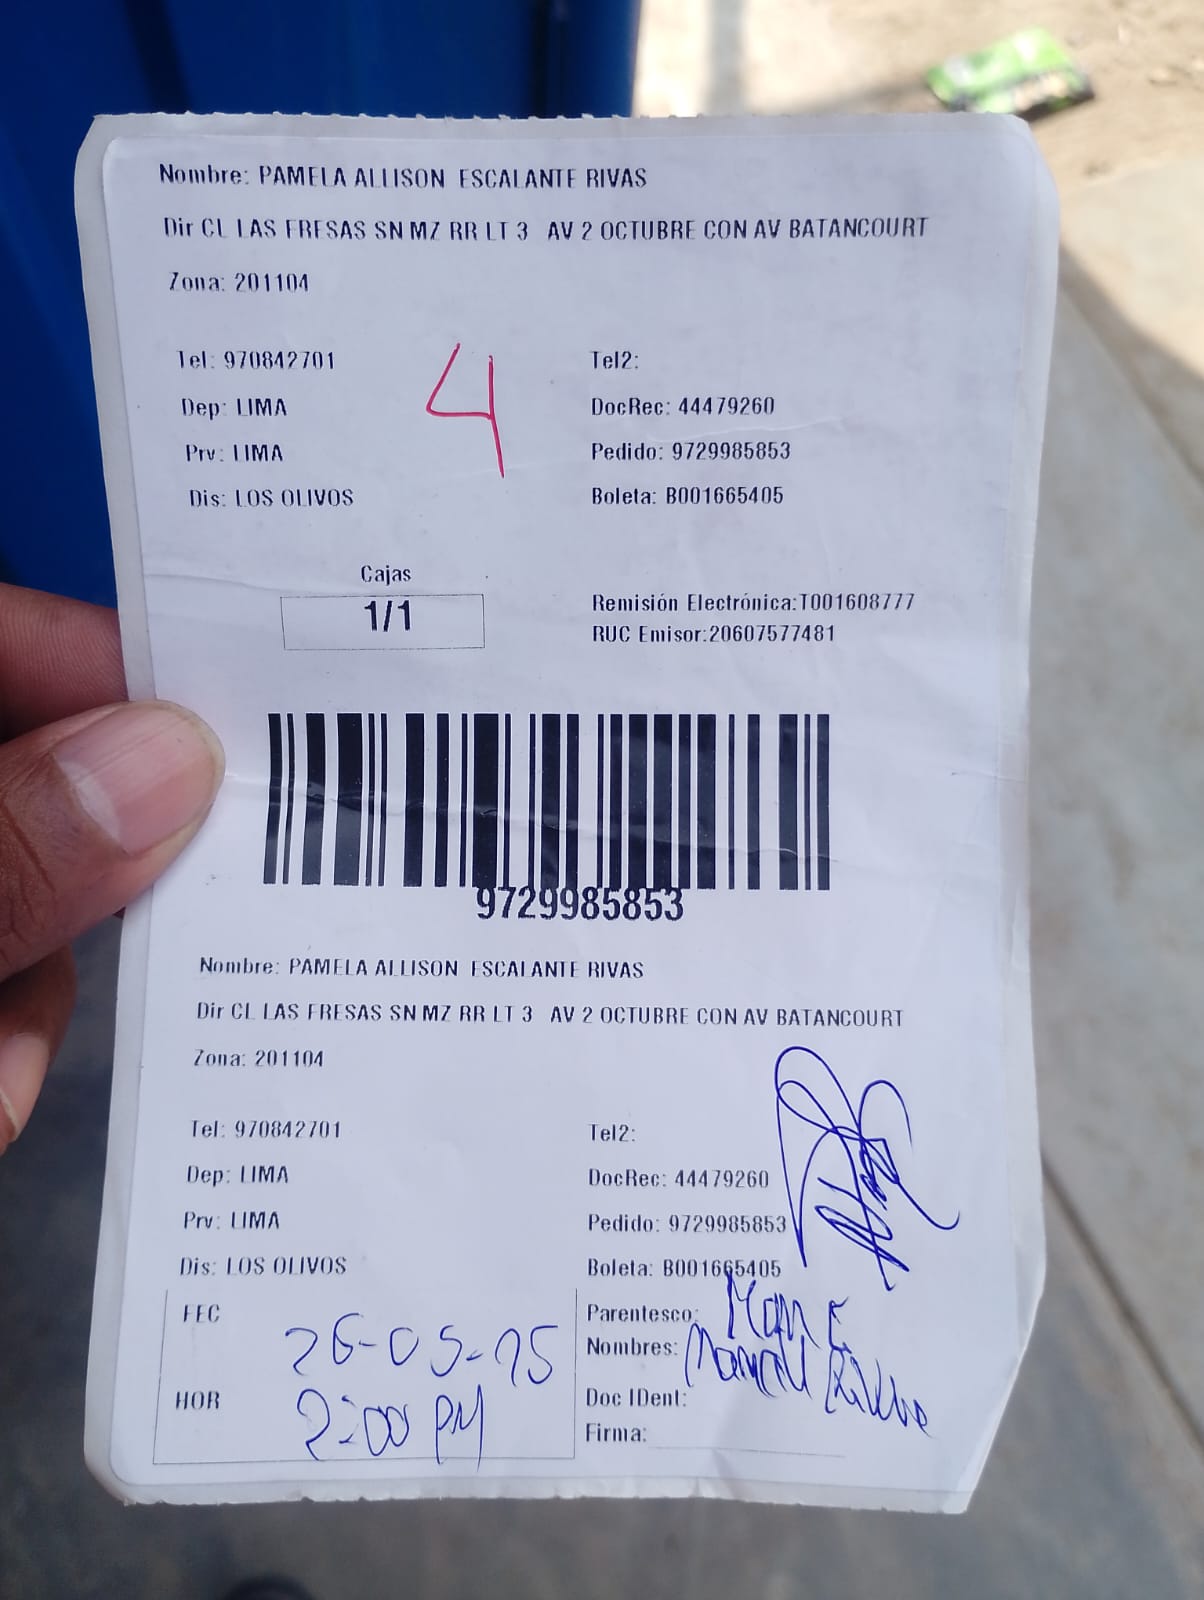 Nombre: PAMELA ALLISON ESCALANTE RIVAS
Dir CL LAS FRESAS SN MZ RR LT 3 AV 2 OCTUBRE CON AV BATANCOURT
Zona: 201104
4
Tel: 970842701 Tel2:
Dep: LIMA DocRec: 44479260
Prv: LIMA Pedido: 9729985853
Dis: LOS OLIVOS Boleta: B001665405
Cajas
1/1
Remisión Electrónica:T001608777
RUC Emisor:20607577481
9729985853
Nombre: PAMELA ALLISON ESCALANTE RIVAS
Dir CL LAS FRESAS SN MZ RR LT 3 AV 2 OCTUBRE CON AV BATANCOURT
Zona: 201104
Tel: 970842701 Tel2:
Dep: LIMA DocRec: 44479260
Prv: LIMA Pedido: 9729985853
Dis: LOS OLIVOS Boleta: B001665405
FEC 26-05-25 Parentesco:
Nombres:
HOR 2:00 PM Doc IDent:
Firma: